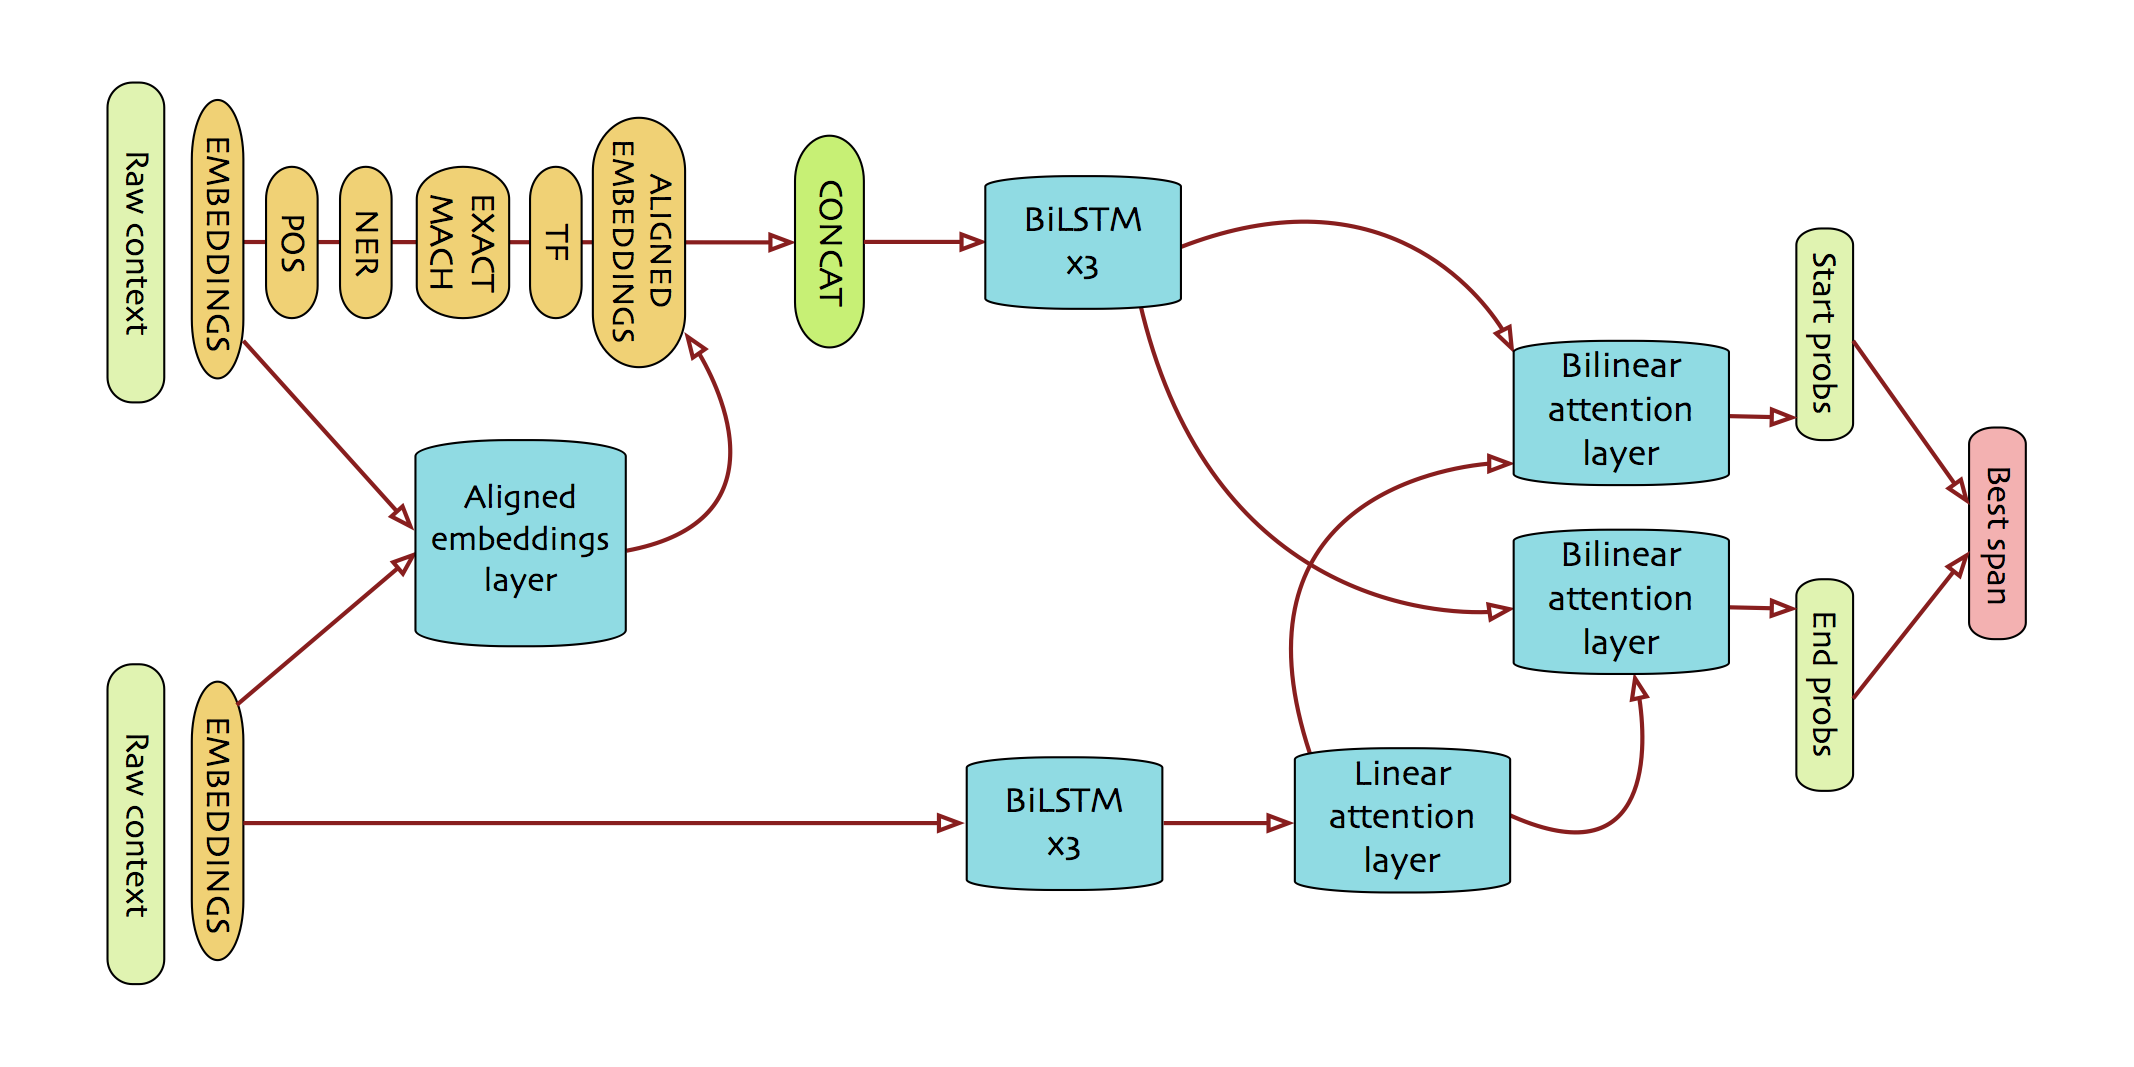 Raw context
EMBEDDINGS
POS
NER
EXACT
MACH
TF
ALIGNED
EMBEDDINGS
CONCAT
BiLSTM
x3
Bilinear
attention
layer
Start probs
Aligned
embeddings
layer
Bilinear
attention
layer
End probs
Best span
Raw context
EMBEDDINGS
BiLSTM
x3
Linear
attention
layer